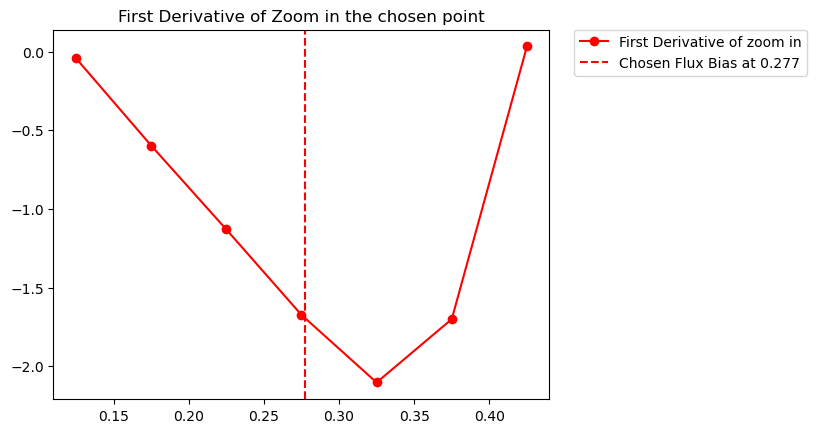 First Derivative of Zoom in the chosen point
First Derivative of zoom in
Chosen Flux Bias at 0.277
0.0
−0.5
−1.0
−1.5
−2.0
0.15 0.20 0.25 0.30 0.35 0.40